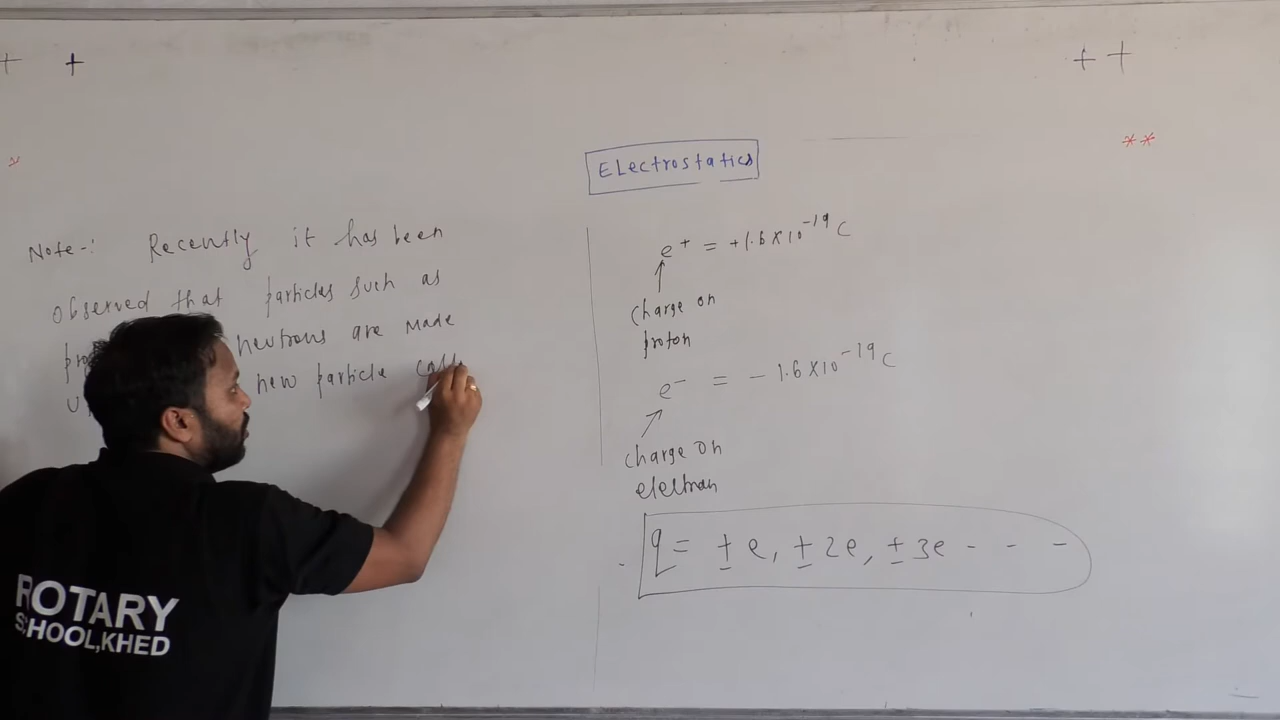 + +
+ +
**
Electrostatics
Note-: Recently it has been
observed that particles such as
neutrons are made
new particle
e+ = +1.6×10^-19 C
charge on
proton
e- = -1.6×10^-19 C
charge on
electron
q = ±e, ±2e, ±3e - - -
ROTARY
SCHOOL,KHED